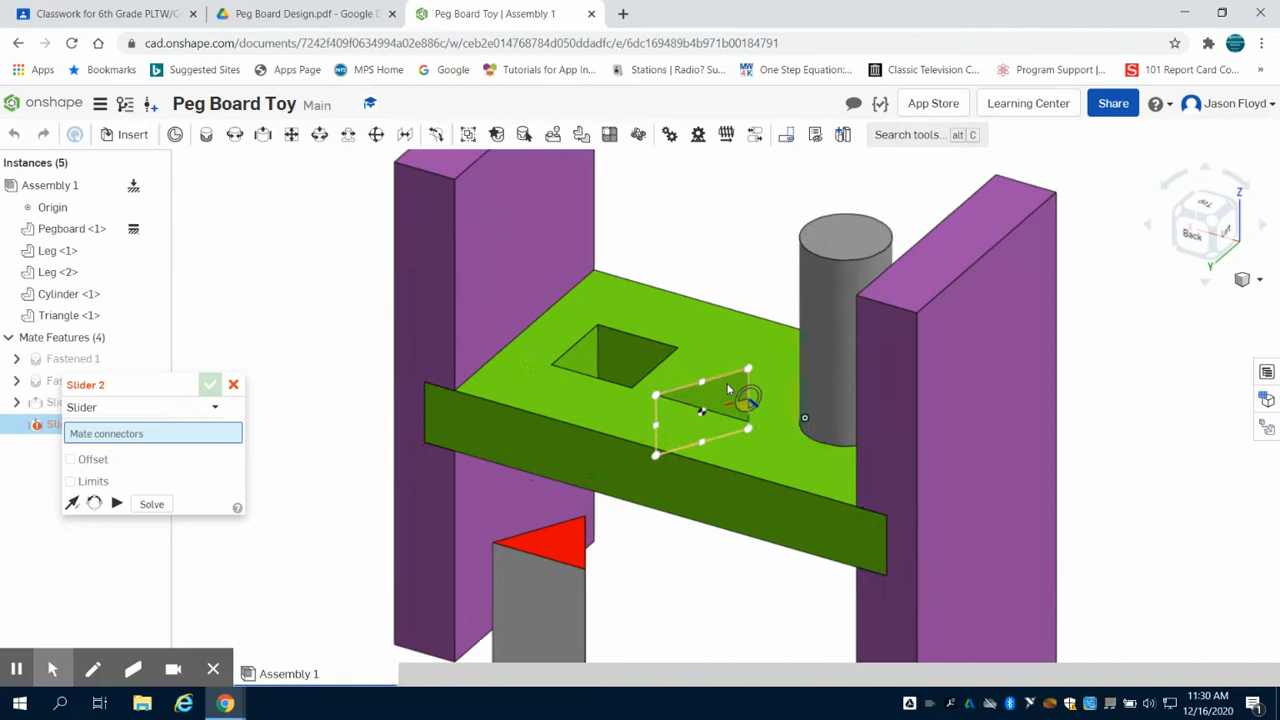 Classwork for 6th Grade PLTW/C
Peg Board Design.pdf - Google D
Peg Board Toy | Assembly 1
cad.onshape.com/documents/7242f409f0634994a02e886c/w/ceb2e014768784d050ddadfc/e/6dc169489b4b971b00184791
Apps
Bookmarks
Suggested Sites
Apps Page
MPS Home
Google
Tutorials for App In...
Stations | Radio? Su...
One Step Equation:...
Classic Television C...
Program Support |...
101 Report Card Co...
»
onshape
Peg Board Toy
Main
App Store
Learning Center
Share
Jason Floyd
Insert
Search tools...
alt
C
Instances (5)
Assembly 1
Origin
Pegboard <1>
Leg <1>
Leg <2>
Cylinder <1>
Triangle <1>
Mate Features (4)
Fastened 1
Fas
Slid
Slid
Slider 2
Slider
Mate connectors
Offset
Limits
Solve
Top
Back
Z
Y
Assembly 1
11:30 AM
12/16/2020